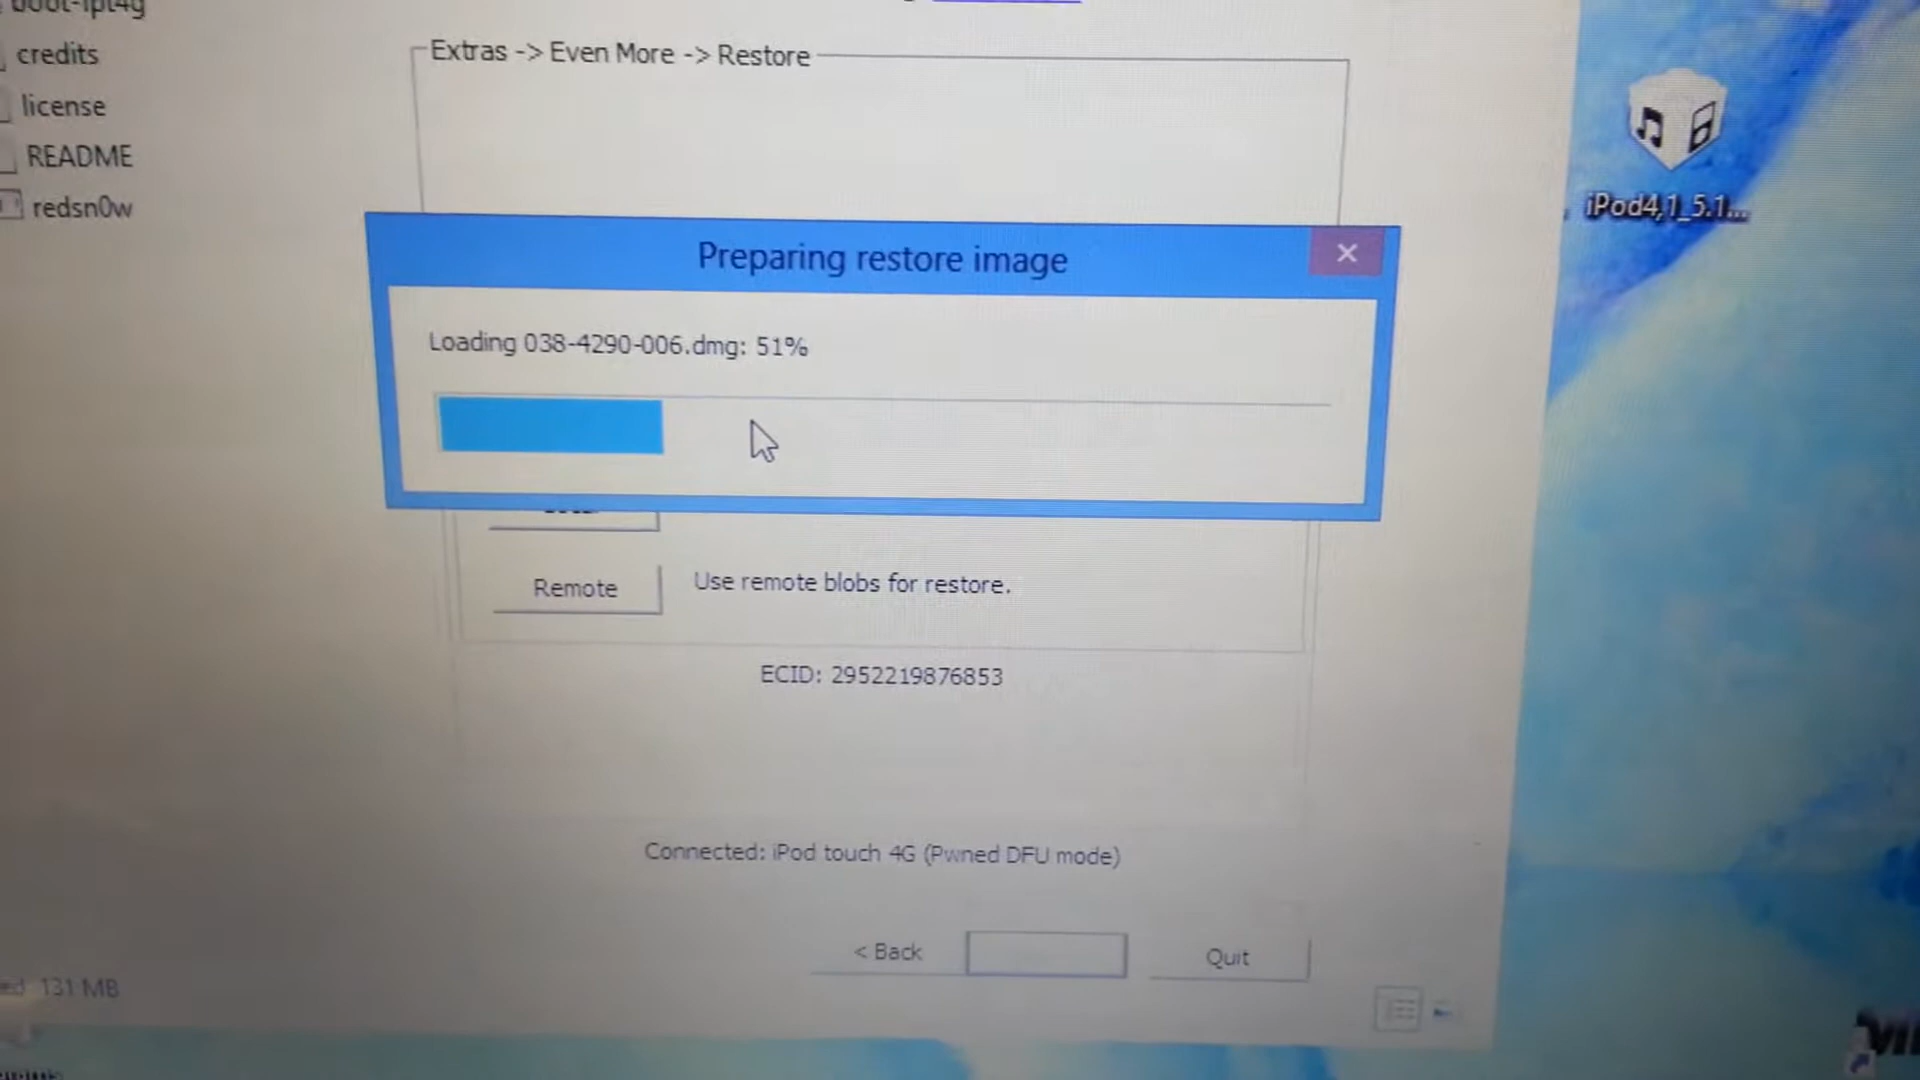 credits
license
README
redsn0w
Extras -> Even More -> Restore
iPod4,1_5.1...
Preparing restore image
Loading 038-4290-006.dmg: 51%
Remote
Use remote blobs for restore.
ECID: 2952219876853
Connected: iPod touch 4G (Pwned DFU mode)
< Back
Quit
131 MB